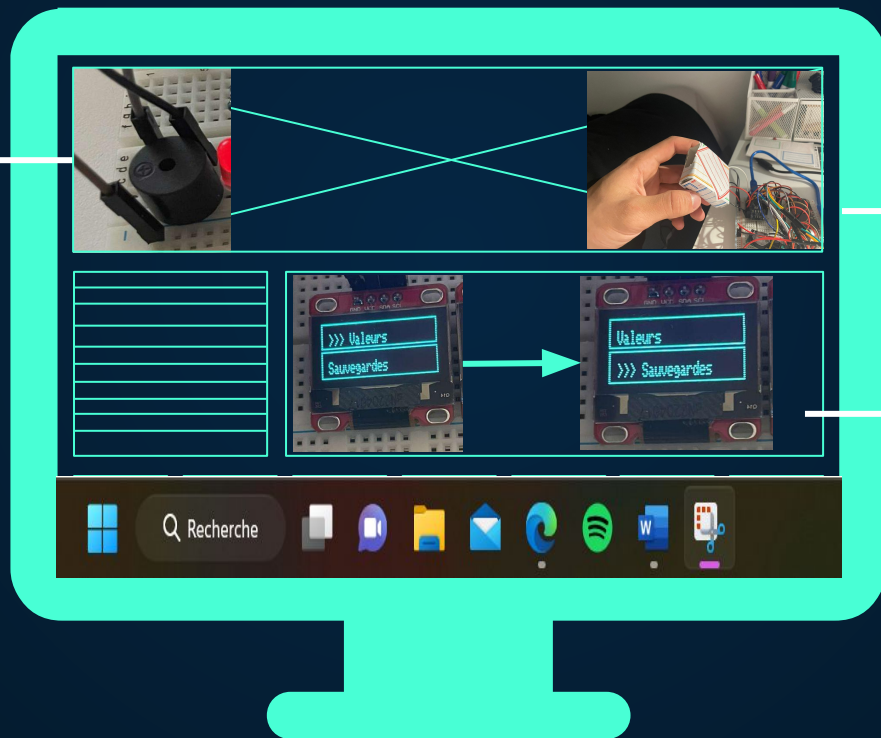 >>> Valeurs
Sauvegardes
Valeurs
>>> Sauvegardes
Recherche
W